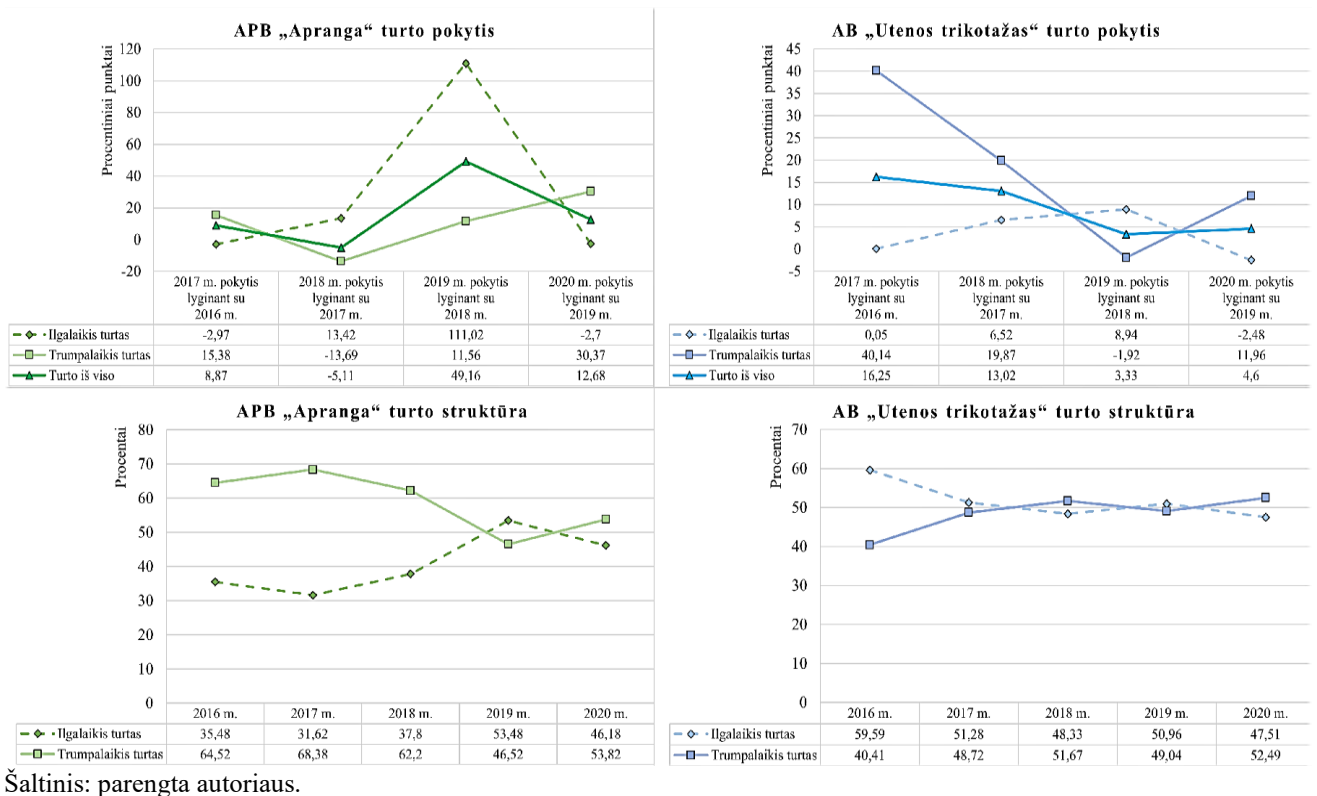 APB „Apranga“ turto pokytis
Procentiniai punktai
120
100
80
60
40
20
0
-20
2017 m. pokytis lyginant su 2016 m.
2018 m. pokytis lyginant su 2017 m.
2019 m. pokytis lyginant su 2018 m.
2020 m. pokytis lyginant su 2019 m.
Ilgalaikis turtas -2,97 13,42 111,02 -2,7
Trumpalaikis turtas 15,38 -13,69 11,56 30,37
Turto iš viso 8,87 -5,11 49,16 12,68
AB „Utenos trikotažas“ turto pokytis
Procentiniai punktai
45
40
35
30
25
20
15
10
5
0
-5
2017 m. pokytis lyginant su 2016 m.
2018 m. pokytis lyginant su 2017 m.
2019 m. pokytis lyginant su 2018 m.
2020 m. pokytis lyginant su 2019 m.
Ilgalaikis turtas 0,05 6,52 8,94 -2,48
Trumpalaikis turtas 40,14 19,87 -1,92 11,96
Turto iš viso 16,25 13,02 3,33 4,6
APB „Apranga“ turto struktūra
Procentai
80
70
60
50
40
30
20
10
0
2016 m. 2017 m. 2018 m. 2019 m. 2020 m.
Ilgalaikis turtas 35,48 31,62 37,8 53,48 46,18
Trumpalaikis turtas 64,52 68,38 62,2 46,52 53,82
AB „Utenos trikotažas“ turto struktūra
Procentai
70
60
50
40
30
20
10
0
2016 m. 2017 m. 2018 m. 2019 m. 2020 m.
Ilgalaikis turtas 59,59 51,28 48,33 50,96 47,51
Trumpalaikis turtas 40,41 48,72 51,67 49,04 52,49
Šaltinis: parengta autoriaus.